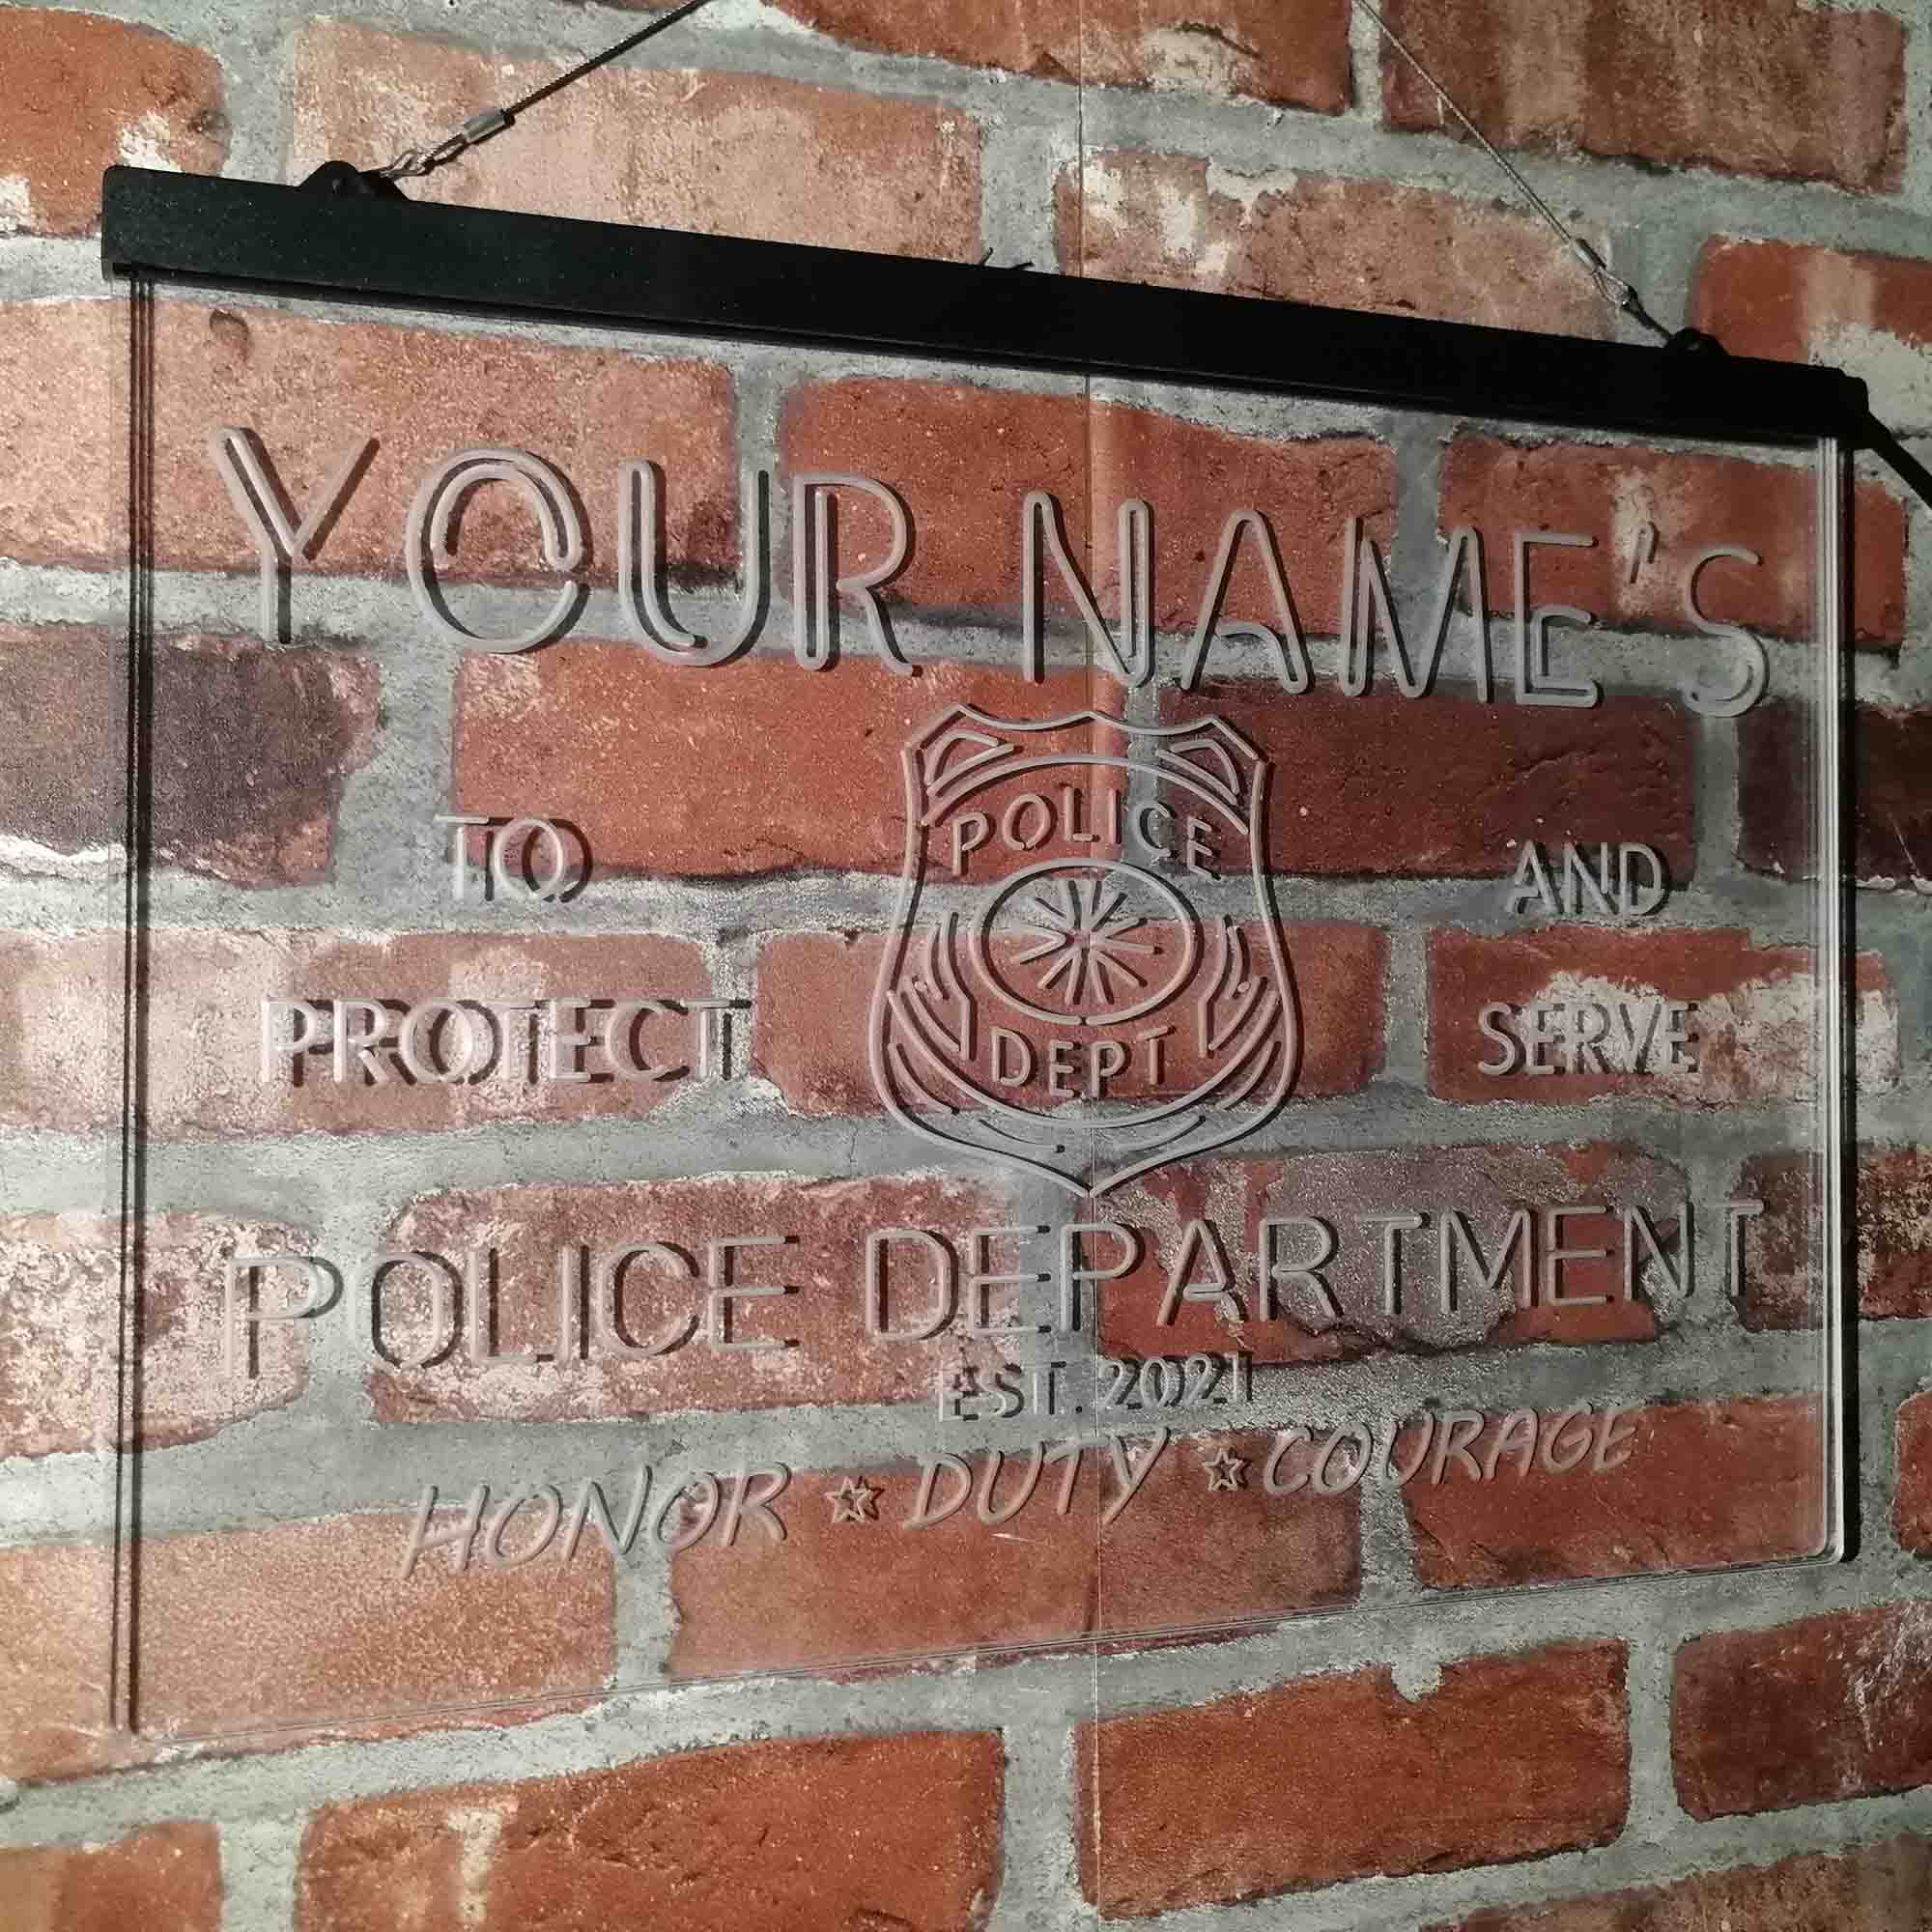 YOUR NAME'S
POLICE
TO
AND
PROTECT
SERVE
DEPT
POLICE DEPARTMENT
EST. 2021
HONOR ☆ DUTY ☆ COURAGE